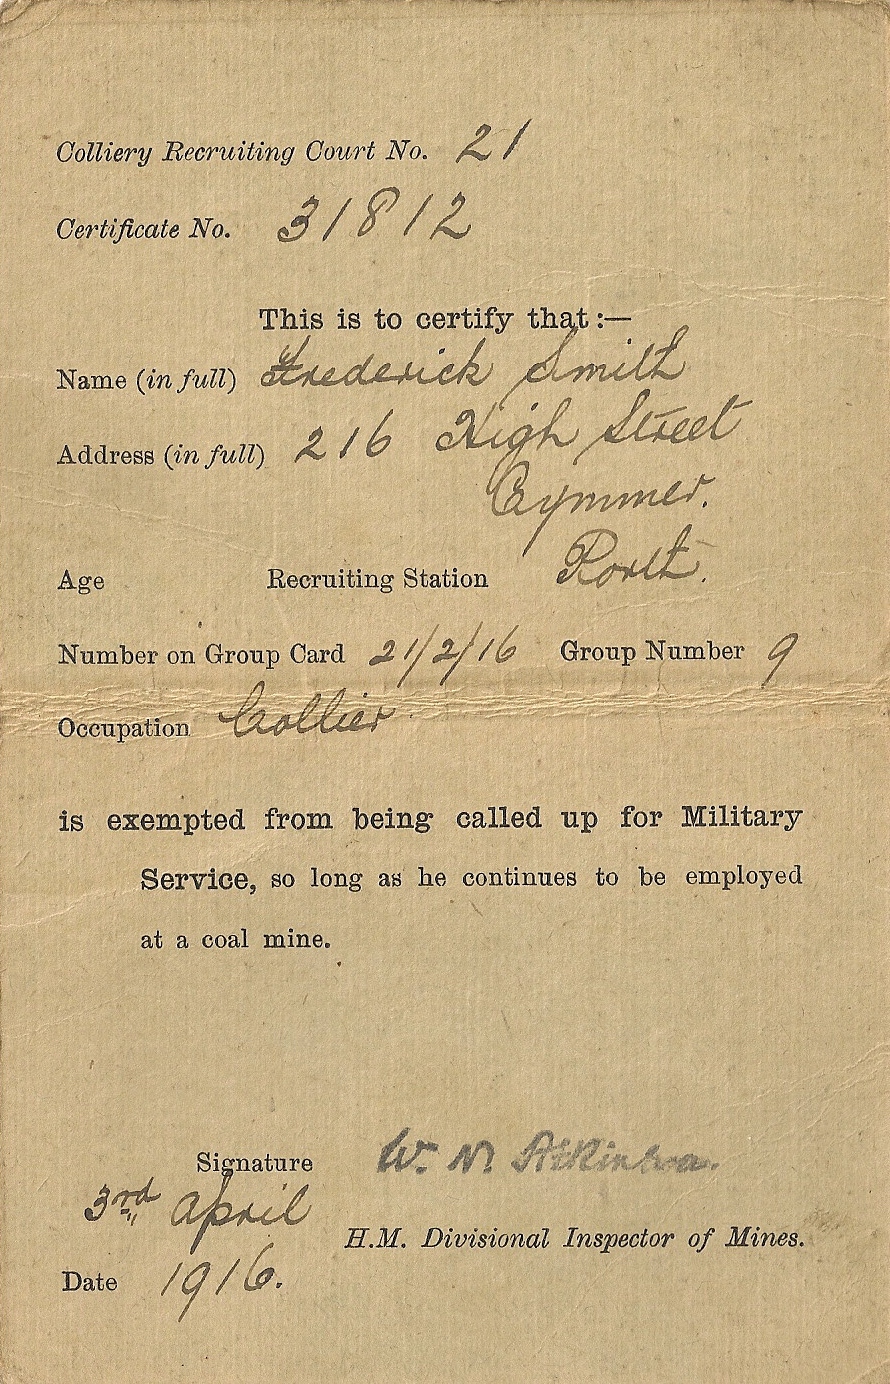 Colliery Recruiting Court No. 21
Certificate No. 31812
This is to certify that :—
Name (in full) Frederick Smith
Address (in full) 216 High Street
Cymmer.
Porth.
Age Recruiting Station
Number on Group Card 21/2/16 Group Number 9
Occupation Collier
is exempted from being called up for Military
Service, so long as he continues to be employed
at a coal mine.
Signature W. N. Atkinson.
3rd April
H.M. Divisional Inspector of Mines.
Date 1916.